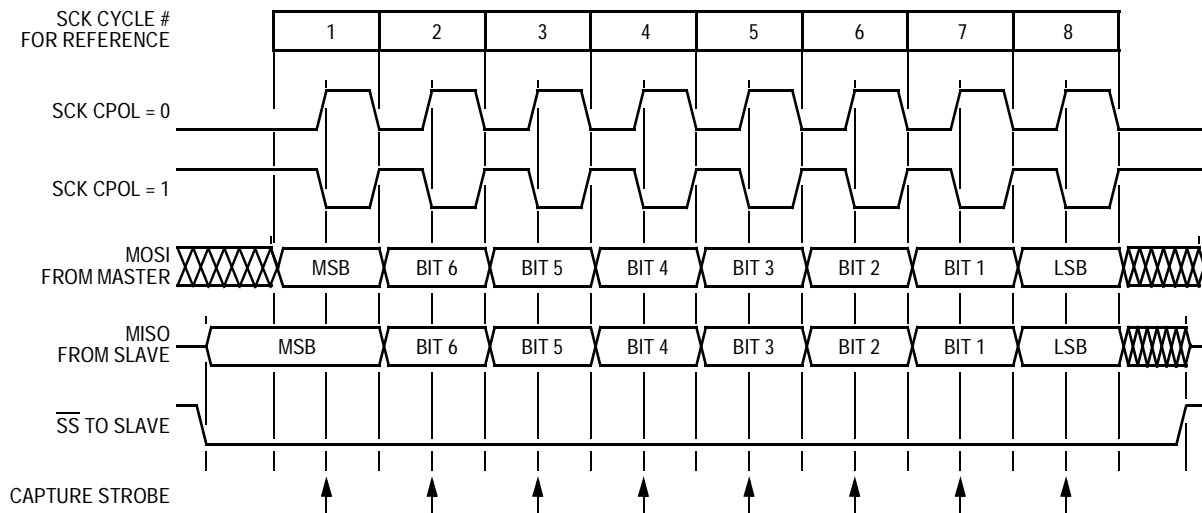 SCK CYCLE #
FOR REFERENCE
1 2 3 4 5 6 7 8
SCK CPOL = 0
SCK CPOL = 1
MOSI
FROM MASTER
MSB BIT 6 BIT 5 BIT 4 BIT 3 BIT 2 BIT 1 LSB
MISO
FROM SLAVE
MSB BIT 6 BIT 5 BIT 4 BIT 3 BIT 2 BIT 1 LSB
S̅S̅ TO SLAVE
CAPTURE STROBE